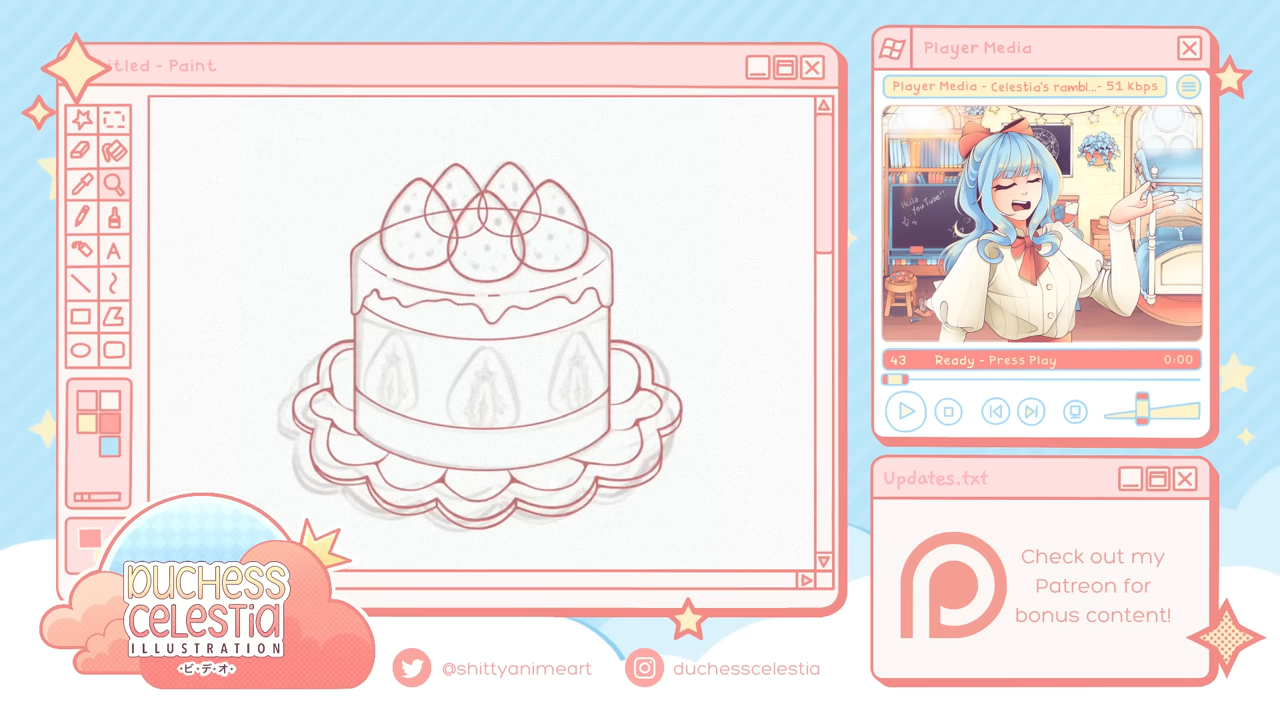 itled - Paint
A
Player Media
Player Media - Celestia's rambl...- 51 Kbps
Hello
YouTube!!
43 Ready - Press Play 0:00
Updates.txt
Check out my
Patreon for
bonus content!
DUCHESS
CELESTIA
ILLUSTRATION
·ビ·デ·オ·
@shittyanimeart
duchesscelestia